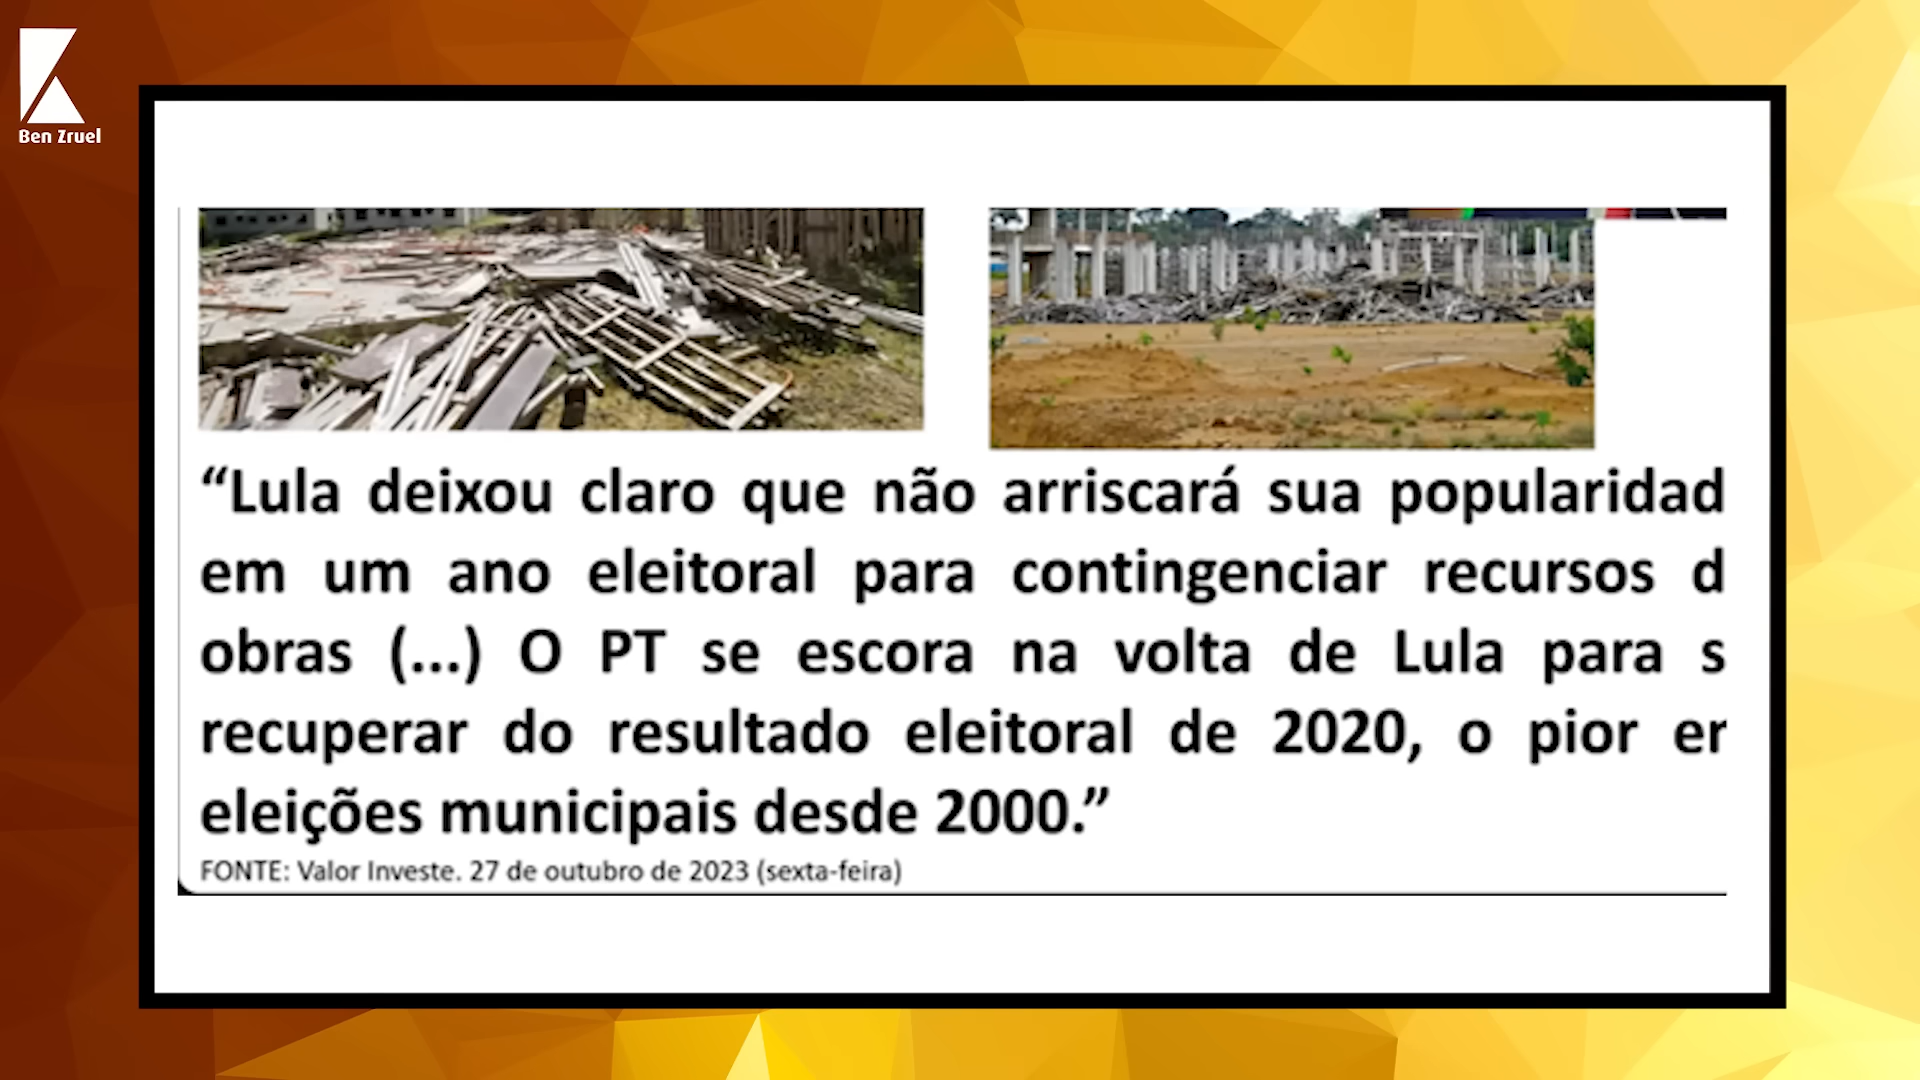 Ben Zruel
“Lula deixou claro que não arriscará sua popularidad
em um ano eleitoral para contingenciar recursos d
obras (...) O PT se escora na volta de Lula para s
recuperar do resultado eleitoral de 2020, o pior er
eleições municipais desde 2000.”
FONTE: Valor Investe. 27 de outubro de 2023 (sexta-feira)